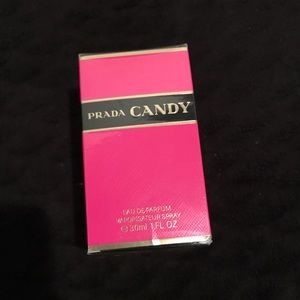 PRADA CANDY
EAU DE PARFUM
VAPORISATEUR SPRAY
℮ 30ml 1 FL OZ